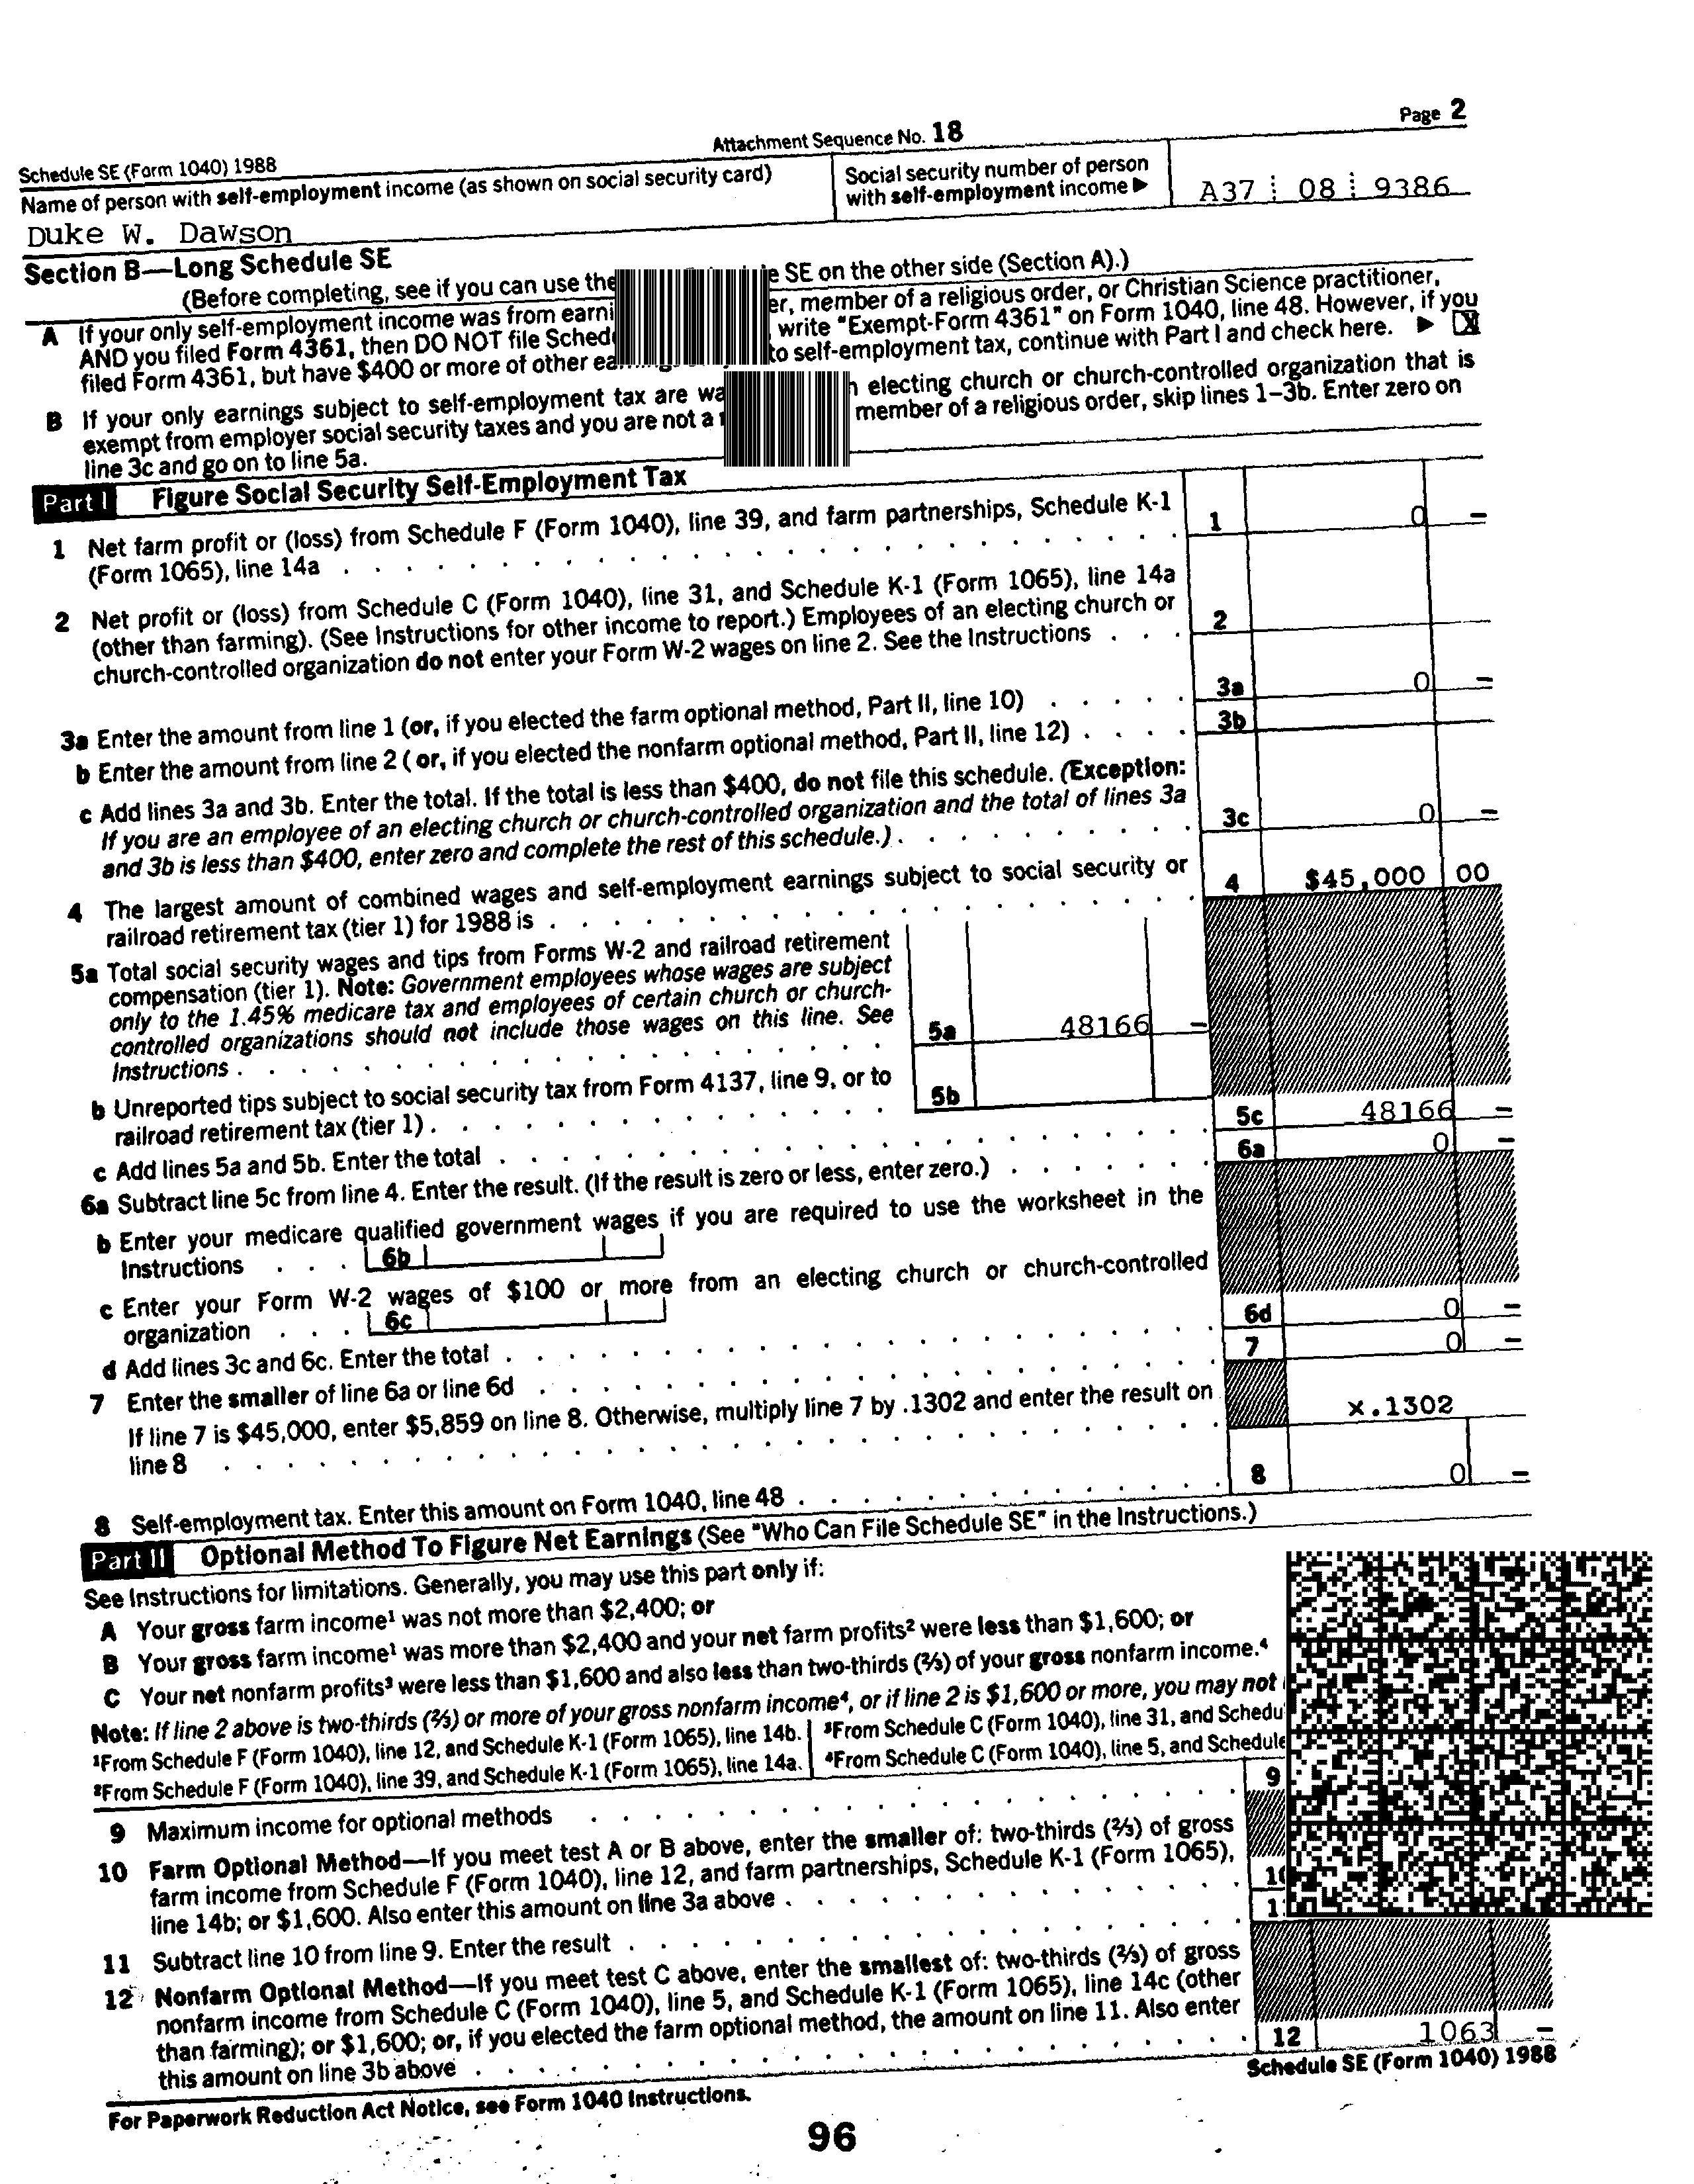 Page 2
Attachment Sequence No. 18
Schedule SE (Form 1040) 1988
Name of person with self-employment income (as shown on social security card)
Social security number of person
with self-employment income ▶
A37 08 9386
Duke W. Dawson
Section B—Long Schedule SE
(Before completing, see if you can use the SE on the other side (Section A).)
A If your only self-employment income was from member of a religious order, or Christian Science practitioner,
AND you filed Form 4361, then DO NOT file write "Exempt-Form 4361" on Form 1040, line 48. However, if you
filed Form 4361, but have $400 or more of other to self-employment tax, continue with Part I and check here. ▶ X
B If your only earnings subject to self-employment tax are electing church or church-controlled organization that is
exempt from employer social security taxes and you are not a member of a religious order, skip lines 1–3b. Enter zero on
line 3c and go on to line 5a.
Part I Figure Social Security Self-Employment Tax
1 Net farm profit or (loss) from Schedule F (Form 1040), line 39, and farm partnerships, Schedule K-1
(Form 1065), line 14a . . . 1 0 –
2 Net profit or (loss) from Schedule C (Form 1040), line 31, and Schedule K-1 (Form 1065), line 14a
(other than farming). (See Instructions for other income to report.) Employees of an electing church or
church-controlled organization do not enter your Form W-2 wages on line 2. See the Instructions . . . 2
3a Enter the amount from line 1 (or, if you elected the farm optional method, Part II, line 10) . . . 3a 0 –
b Enter the amount from line 2 ( or, if you elected the nonfarm optional method, Part II, line 12) . . . 3b
c Add lines 3a and 3b. Enter the total. If the total is less than $400, do not file this schedule. (Exception:
If you are an employee of an electing church or church-controlled organization and the total of lines 3a
and 3b is less than $400, enter zero and complete the rest of this schedule.) . . . 3c 0 –
4 The largest amount of combined wages and self-employment earnings subject to social security or
railroad retirement tax (tier 1) for 1988 is . . . 4 $45,000 00
5a Total social security wages and tips from Forms W-2 and railroad retirement
compensation (tier 1). Note: Government employees whose wages are subject
only to the 1.45% medicare tax and employees of certain church or church-
controlled organizations should not include those wages on this line. See
Instructions . . . 5a 48166 –
b Unreported tips subject to social security tax from Form 4137, line 9, or to
railroad retirement tax (tier 1) . . . 5b
c Add lines 5a and 5b. Enter the total . . . 5c 48166 –
6a Subtract line 5c from line 4. Enter the result. (If the result is zero or less, enter zero.) . . . 6a 0 –
b Enter your medicare qualified government wages if you are required to use the worksheet in the
Instructions . . . 6b
c Enter your Form W-2 wages of $100 or more from an electing church or church-controlled
organization . . . 6c
d Add lines 3c and 6c. Enter the total . . . 6d 0 –
7 Enter the smaller of line 6a or line 6d . . . 7 0 –
If line 7 is $45,000, enter $5,859 on line 8. Otherwise, multiply line 7 by .1302 and enter the result on
line 8 . . . x.1302
8 Self-employment tax. Enter this amount on Form 1040, line 48 . . . 8 0 –
Part II Optional Method To Figure Net Earnings (See "Who Can File Schedule SE" in the Instructions.)
See Instructions for limitations. Generally, you may use this part only if:
A Your gross farm income¹ was not more than $2,400; or
B Your gross farm income¹ was more than $2,400 and your net farm profits² were less than $1,600; or
C Your net nonfarm profits³ were less than $1,600 and also less than two-thirds (⅔) of your gross nonfarm income.⁴
Note: If line 2 above is two-thirds (⅔) or more of your gross nonfarm income⁴, or if line 2 is $1,600 or more, you may not
¹From Schedule F (Form 1040), line 12, and Schedule K-1 (Form 1065), line 14b. ³From Schedule C (Form 1040), line 31, and
²From Schedule F (Form 1040), line 39, and Schedule K-1 (Form 1065), line 14a. ⁴From Schedule C (Form 1040), line 5, and Schedule
9 Maximum income for optional methods . . . 9
10 Farm Optional Method—If you meet test A or B above, enter the smaller of: two-thirds (⅔) of gross
farm income from Schedule F (Form 1040), line 12, and farm partnerships, Schedule K-1 (Form 1065),
line 14b; or $1,600. Also enter this amount on line 3a above . . .
11 Subtract line 10 from line 9. Enter the result . . .
12 Nonfarm Optional Method—If you meet test C above, enter the smallest of: two-thirds (⅔) of gross
nonfarm income from Schedule C (Form 1040), line 5, and Schedule K-1 (Form 1065), line 14c (other
than farming); or $1,600; or, if you elected the farm optional method, the amount on line 11. Also enter
this amount on line 3b above . . . 12 1063 –
For Paperwork Reduction Act Notice, see Form 1040 Instructions.
Schedule SE (Form 1040) 1988
96